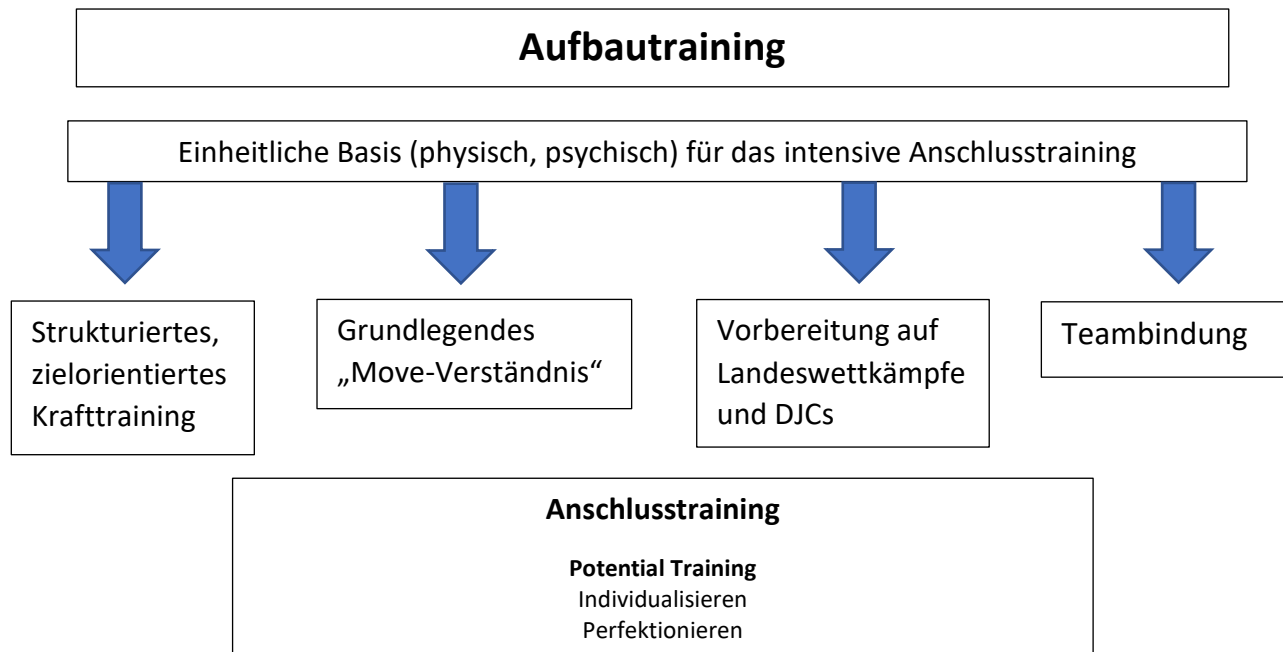 Aufbautraining
Einheitliche Basis (physisch, psychisch) für das intensive Anschlusstraining
Strukturiertes,
zielorientiertes
Krafttraining
Grundlegendes
„Move-Verständnis“
Vorbereitung auf
Landeswettkämpfe
und DJCs
Teambindung
Anschlusstraining
Potential Training
Individualisieren
Perfektionieren